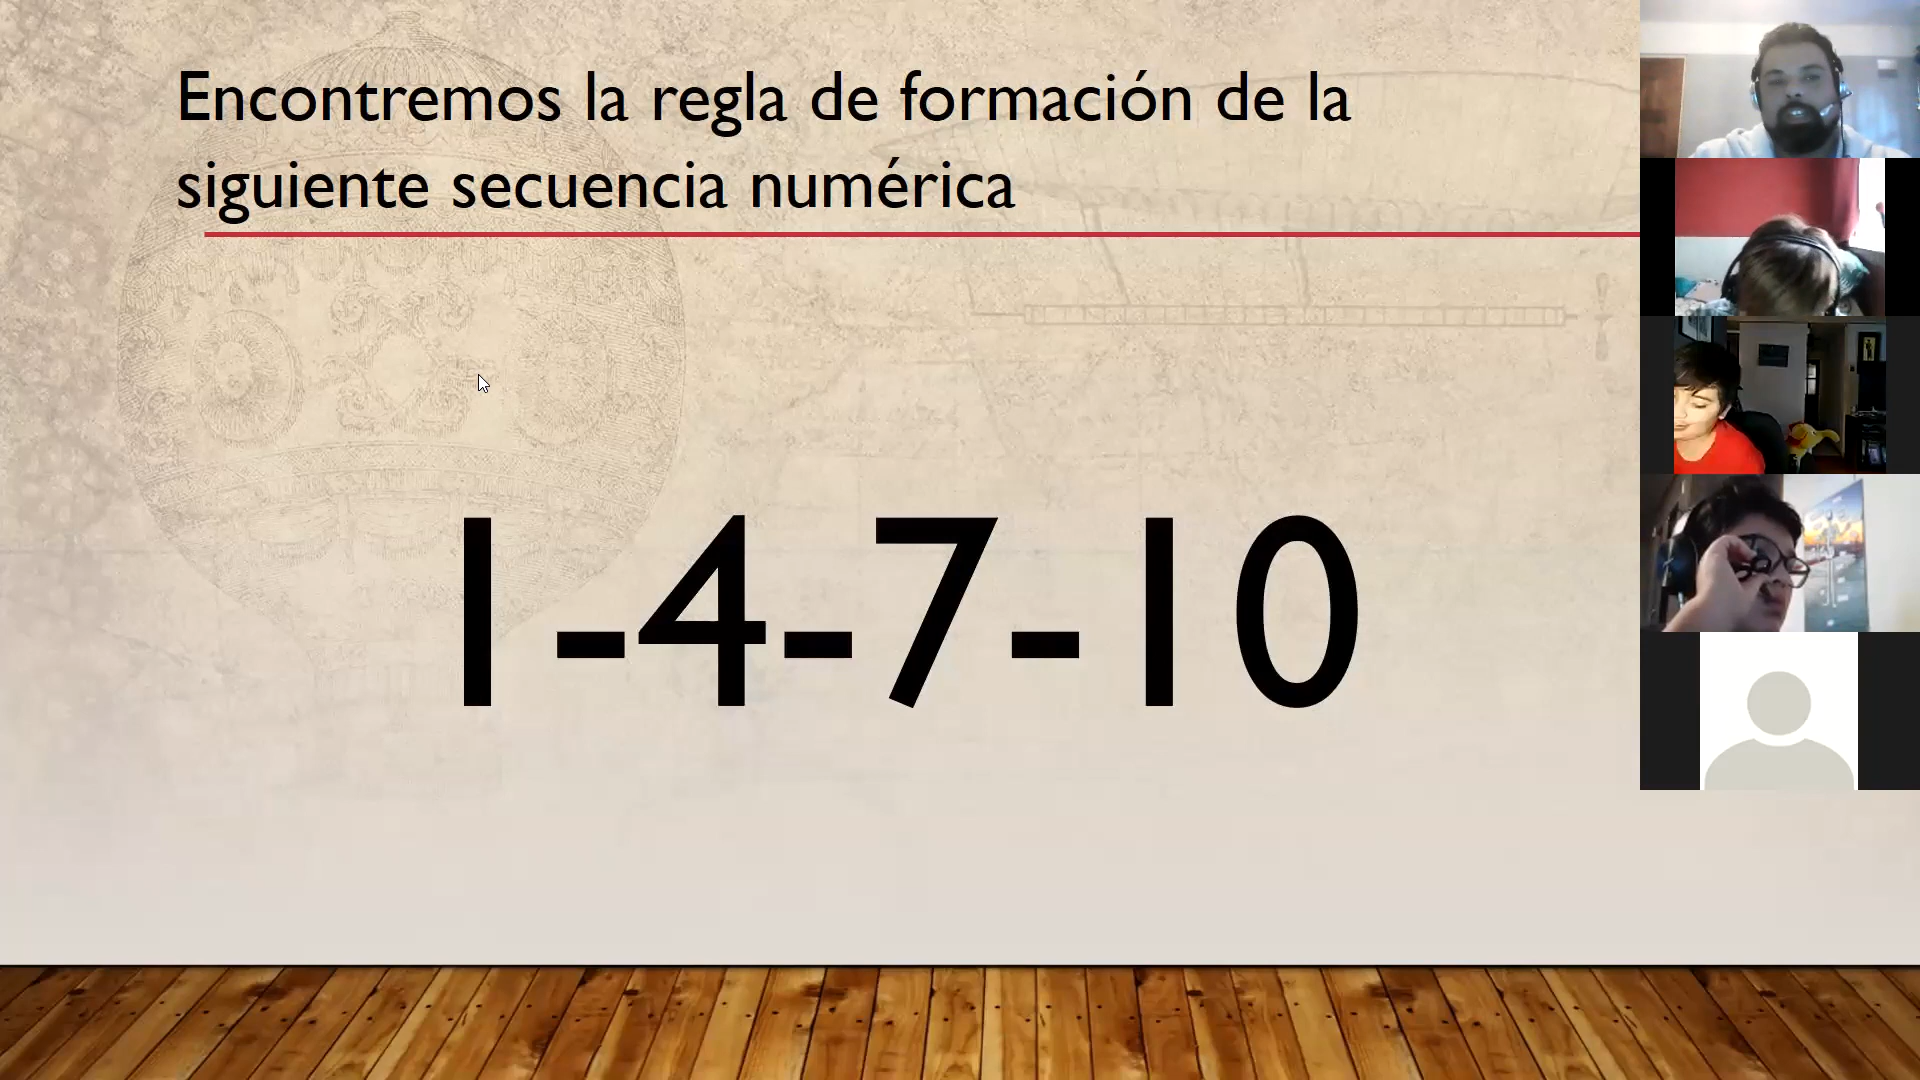 Encontremos la regla de formación de la
siguiente secuencia numérica
1-4-7-10